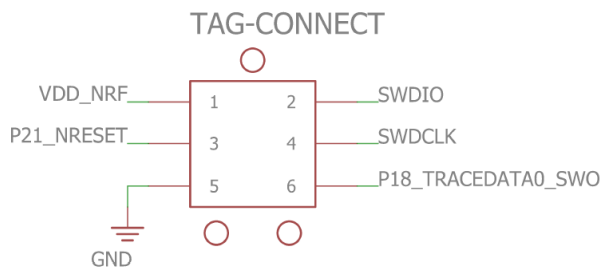 TAG-CONNECT
VDD_NRF 1 2 SWDIO
P21_NRESET 3 4 SWDCLK
5 6 P18_TRACEDATA0_SWO
GND